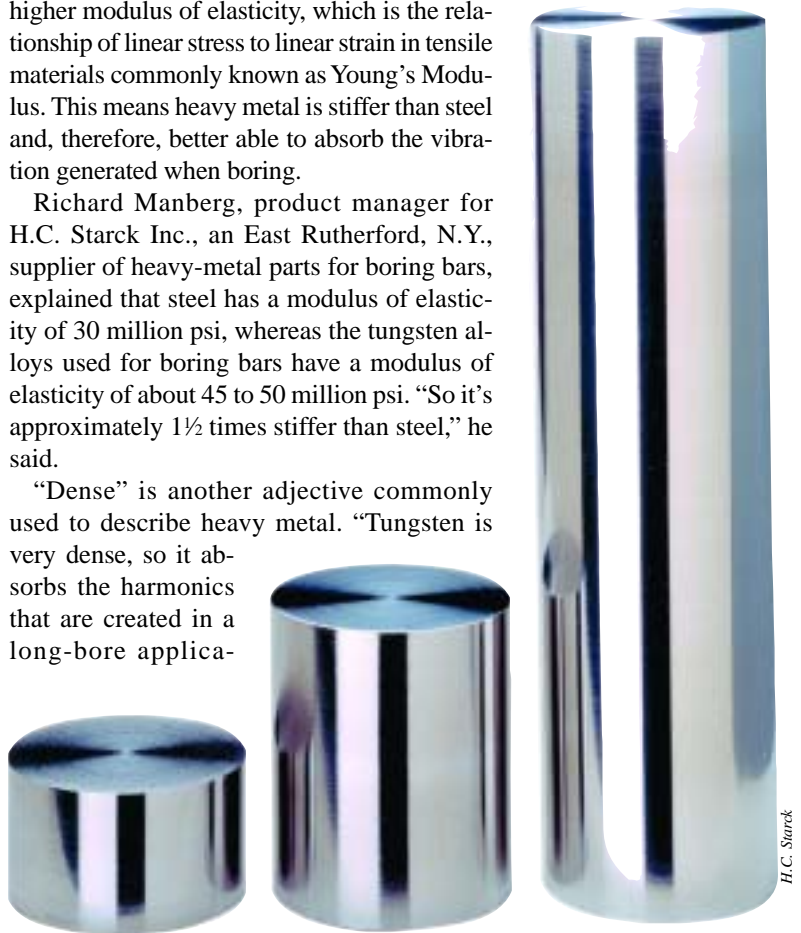 higher modulus of elasticity, which is the rela-
tionship of linear stress to linear strain in tensile
materials commonly known as Young's Modu-
lus. This means heavy metal is stiffer than steel
and, therefore, better able to absorb the vibra-
tion generated when boring.
Richard Manberg, product manager for
H.C. Starck Inc., an East Rutherford, N.Y.,
supplier of heavy-metal parts for boring bars,
explained that steel has a modulus of elastic-
ity of 30 million psi, whereas the tungsten al-
loys used for boring bars have a modulus of
elasticity of about 45 to 50 million psi. “So it's
approximately 1½ times stiffer than steel,” he
said.
“Dense” is another adjective commonly
used to describe heavy metal. “Tungsten is
very dense, so it ab-
sorbs the harmonics
that are created in a
long-bore applica-
H.C. Starck